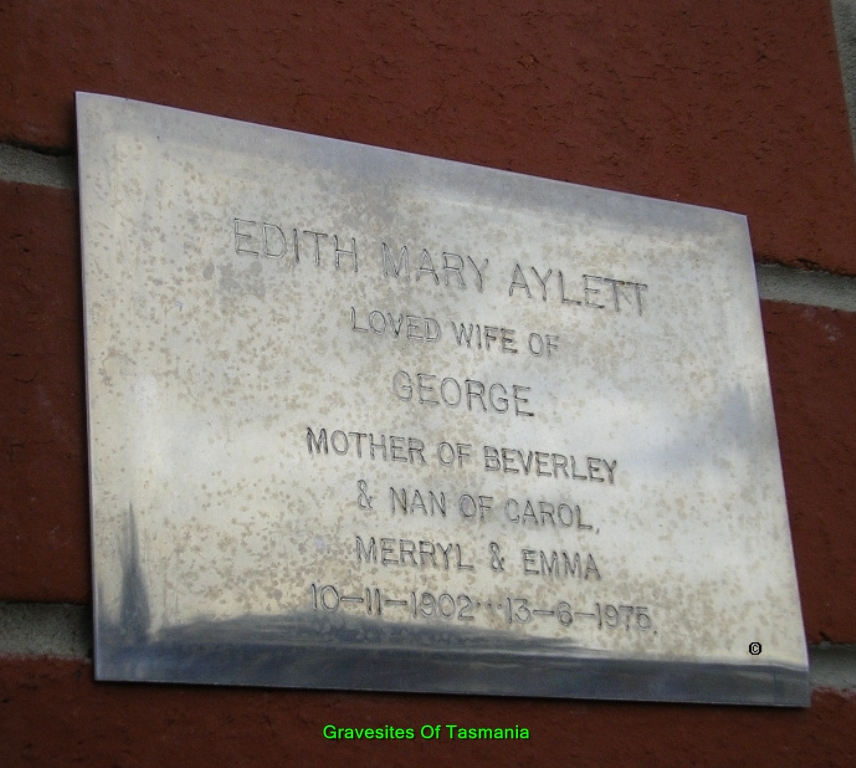 EDITH MARY AYLETT
LOVED WIFE OF
GEORGE
MOTHER OF BEVERLEY
& NAN OF CAROL,
MERRYL & EMMA
10-11-1902···13-6-1975.
©
Gravesites Of Tasmania